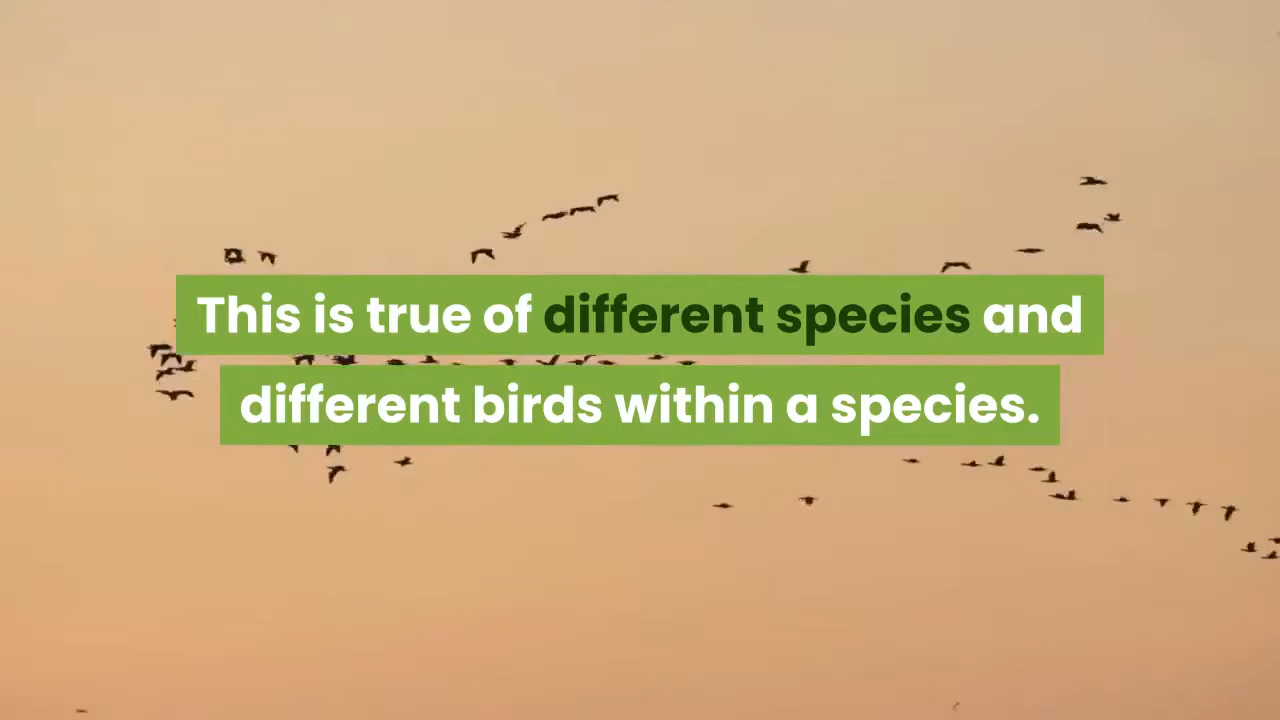 This is true of different species and
different birds within a species.